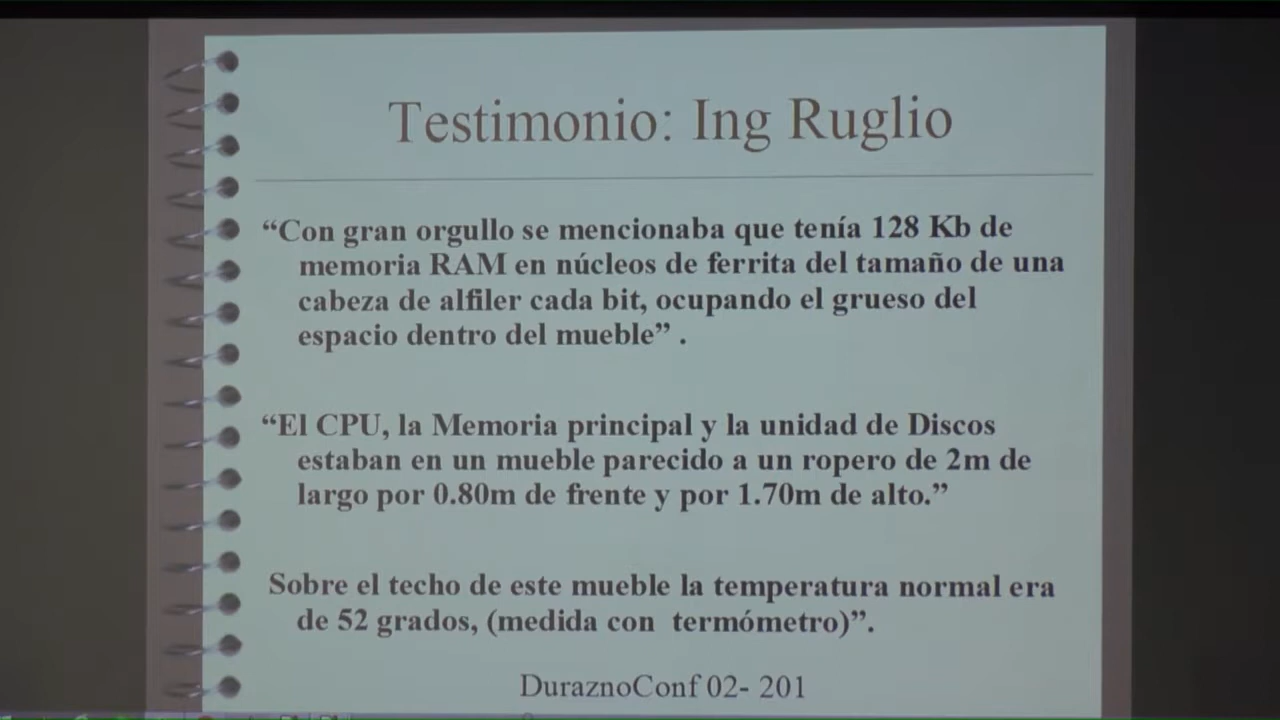 Testimonio: Ing Ruglio
“Con gran orgullo se mencionaba que tenía 128 Kb de
memoria RAM en núcleos de ferrita del tamaño de una
cabeza de alfiler cada bit, ocupando el grueso del
espacio dentro del mueble” .
“El CPU, la Memoria principal y la unidad de Discos
estaban en un mueble parecido a un ropero de 2m de
largo por 0.80m de frente y por 1.70m de alto.”
Sobre el techo de este mueble la temperatura normal era
de 52 grados, (medida con termómetro)”.
DuraznoConf 02- 201